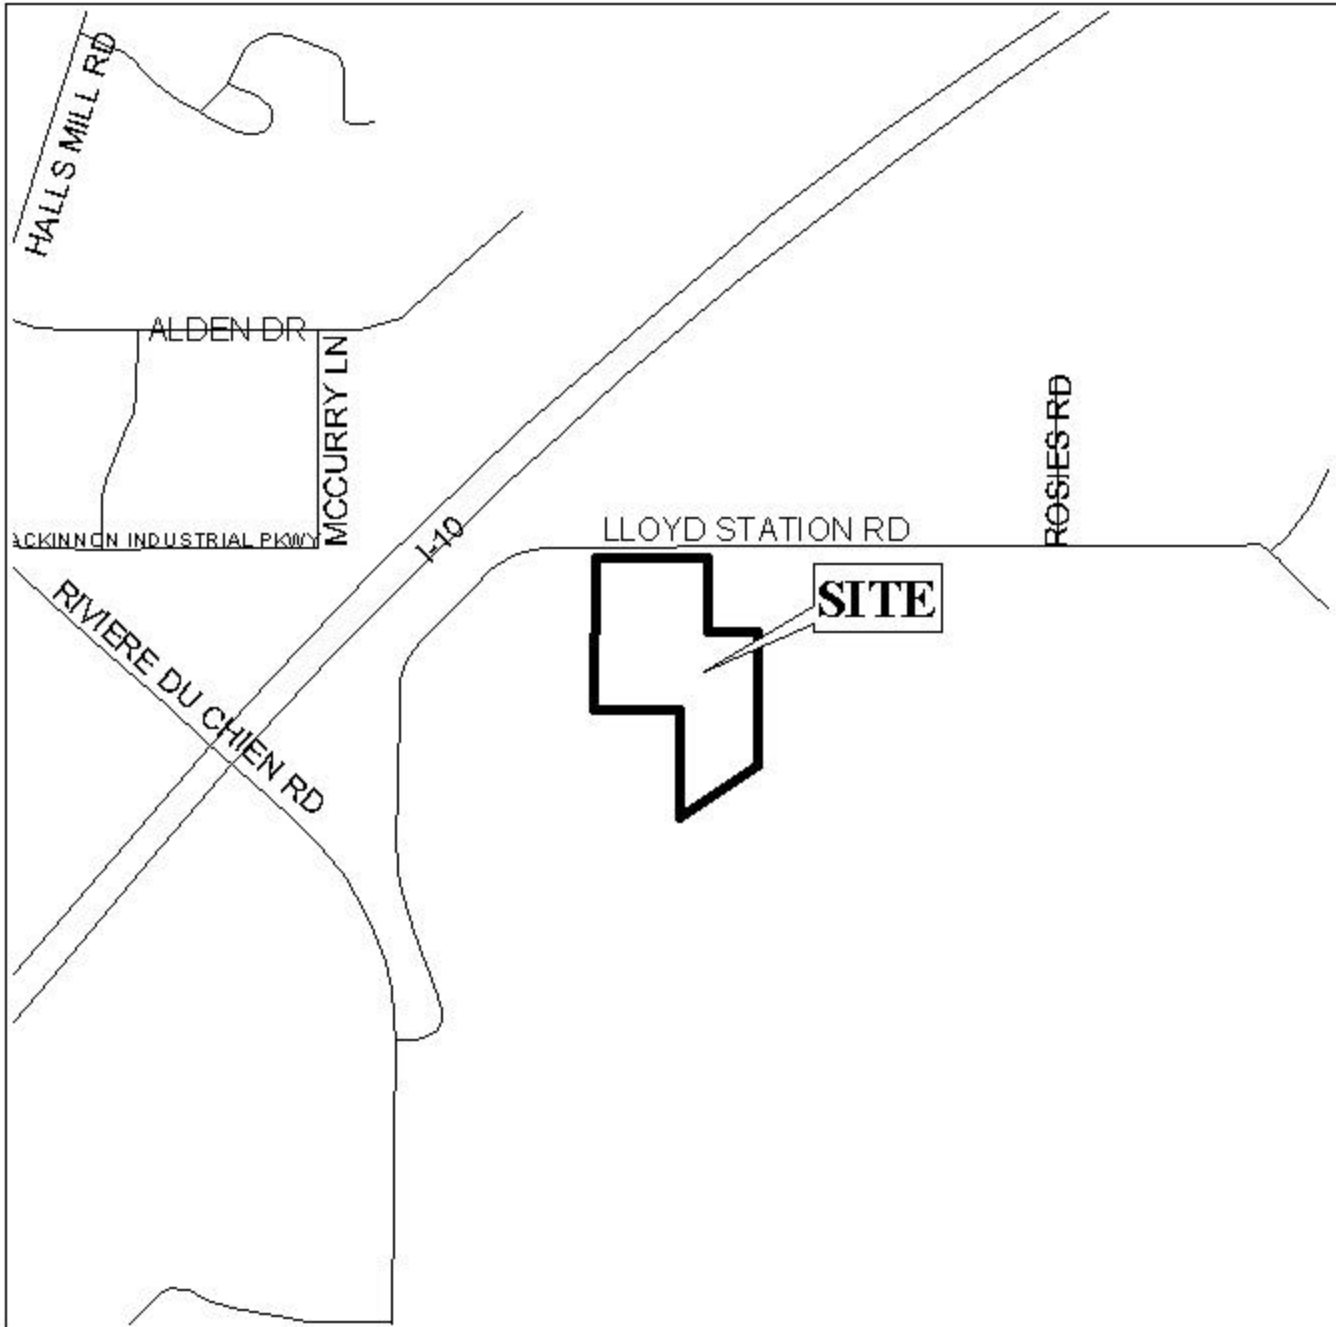 HALLS MILL RD
ALDEN DR
MCCURRY LN
ROSIES RD
I-10
LLOYD STATION RD
ACKINNON INDUSTRIAL PKWY
SITE
RIVIERE DU CHIEN RD